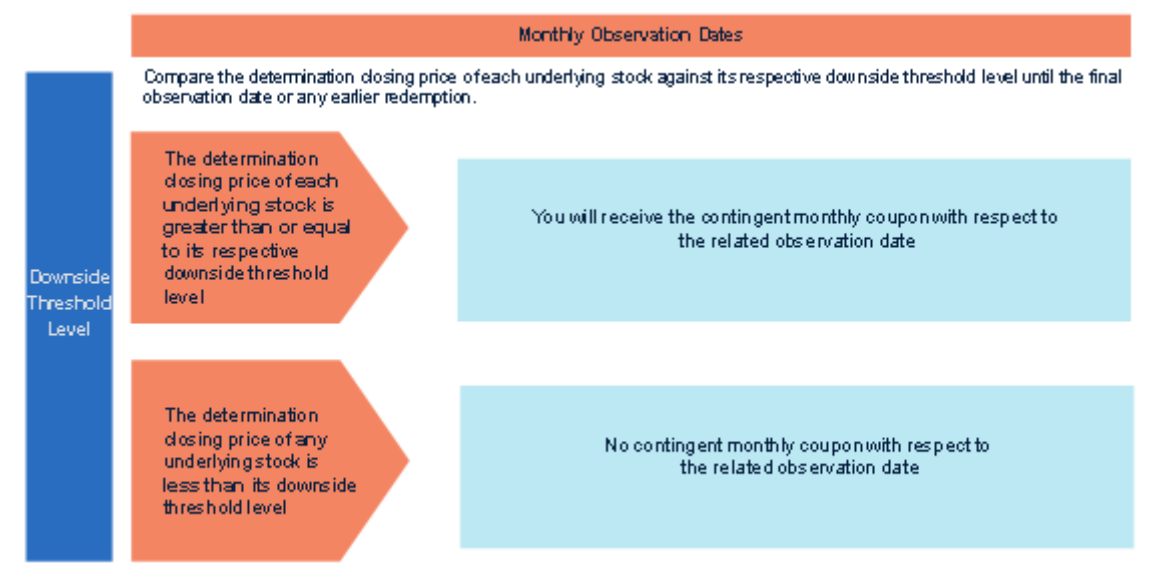 Monthly Observation Dates
Compare the determination closing price of each underlying stock against its respective downside threshold level until the final
observation date or any earlier redemption.
Downside
Threshold
Level
The determination
closing price of each
underlying stock is
greater than or equal
to its respective
downside threshold
level
You will receive the contingent monthly coupon with respect to
the related observation date
The determination
closing price of any
underlying stock is
less than its downside
threshold level
No contingent monthly coupon with respect to
the related observation date